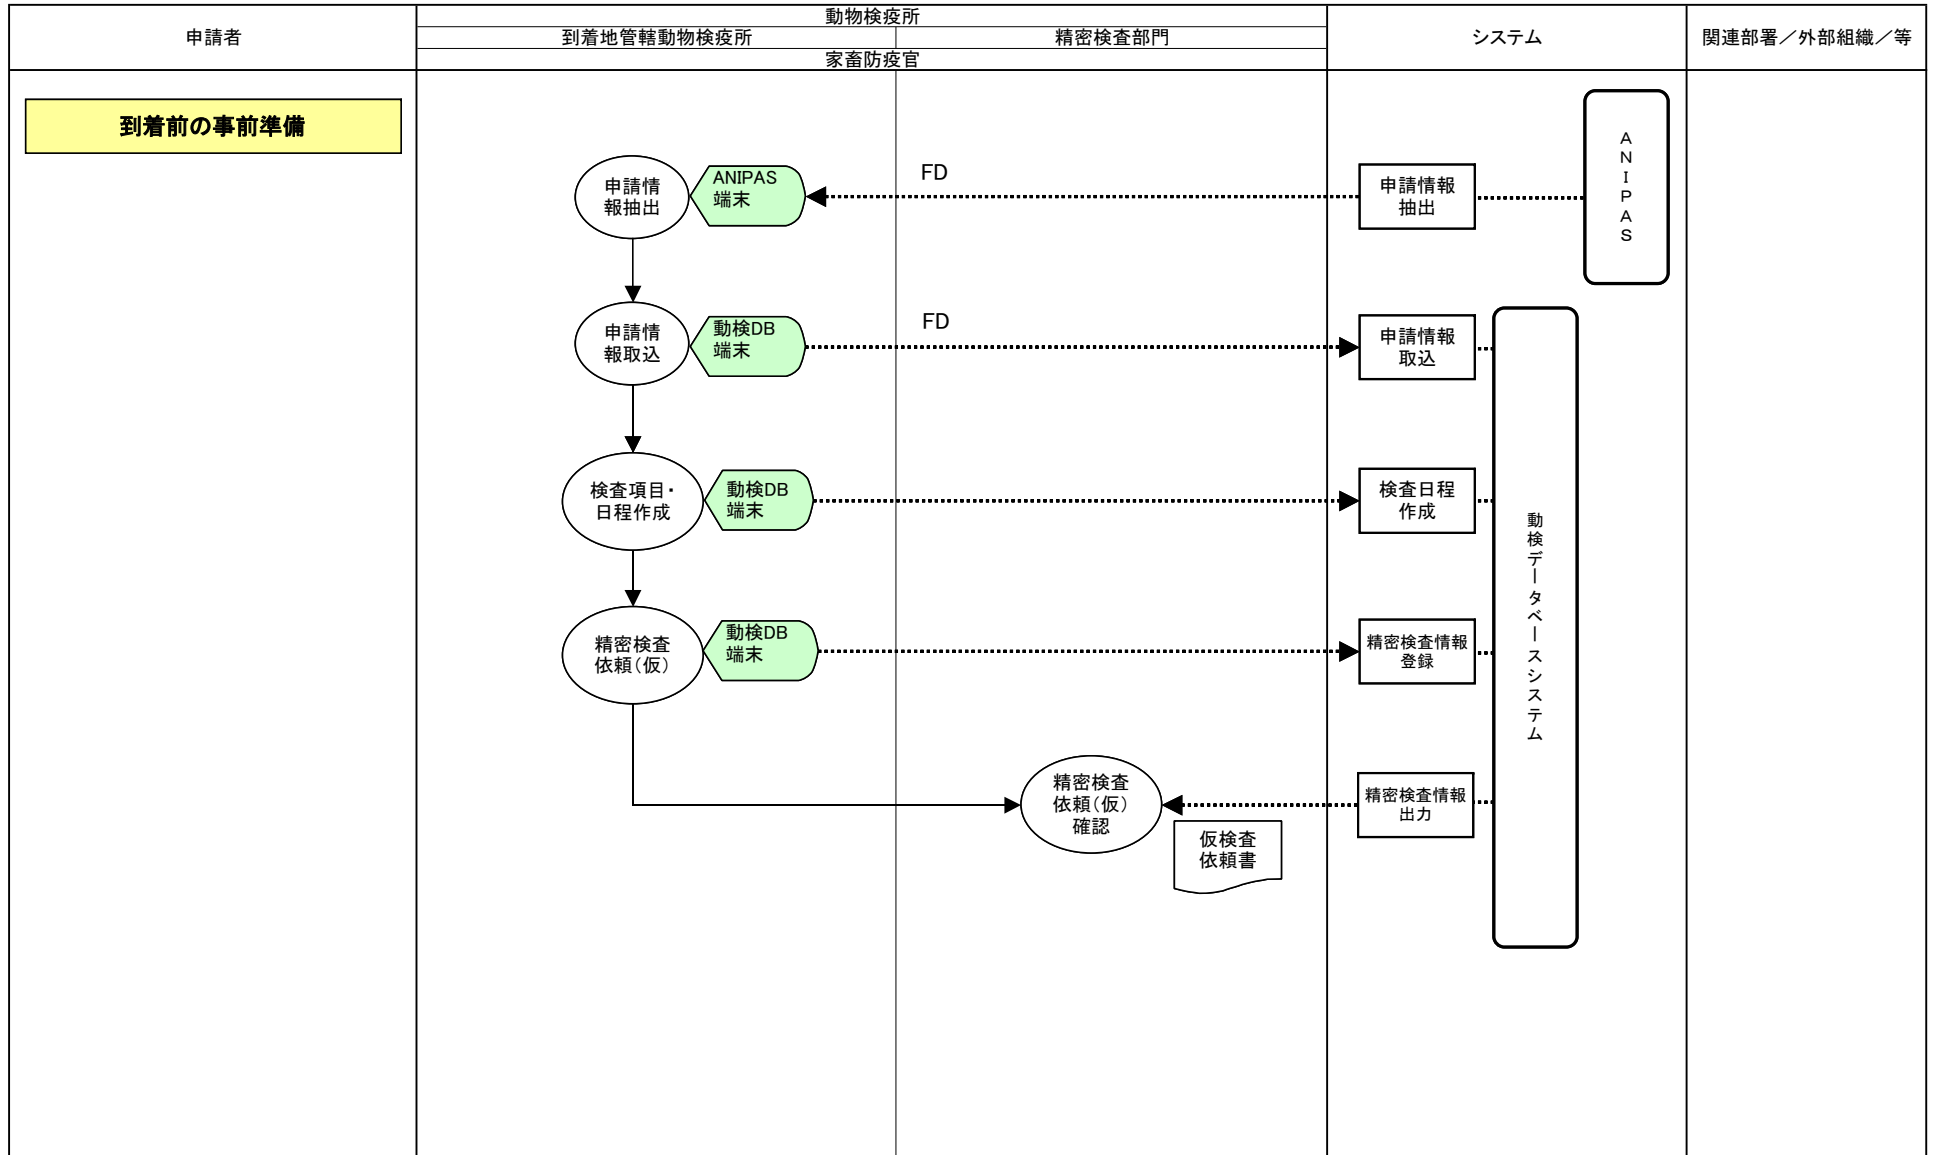 申請者
動物検疫所
到着地管轄動物検疫所
精密検査部門
家畜防疫官
システム
関連部署／外部組織／等
到着前の事前準備
申請情
報抽出
ANIPAS
端末
FD
申請情報
抽出
ANIPAS
申請情
報取込
動検DB
端末
FD
申請情報
取込
検査項目・
日程作成
動検DB
端末
検査日程
作成
動検データベースシステム
精密検査
依頼（仮）
動検DB
端末
精密検査情報
登録
精密検査
依頼（仮）
確認
仮検査
依頼書
精密検査情報
出力